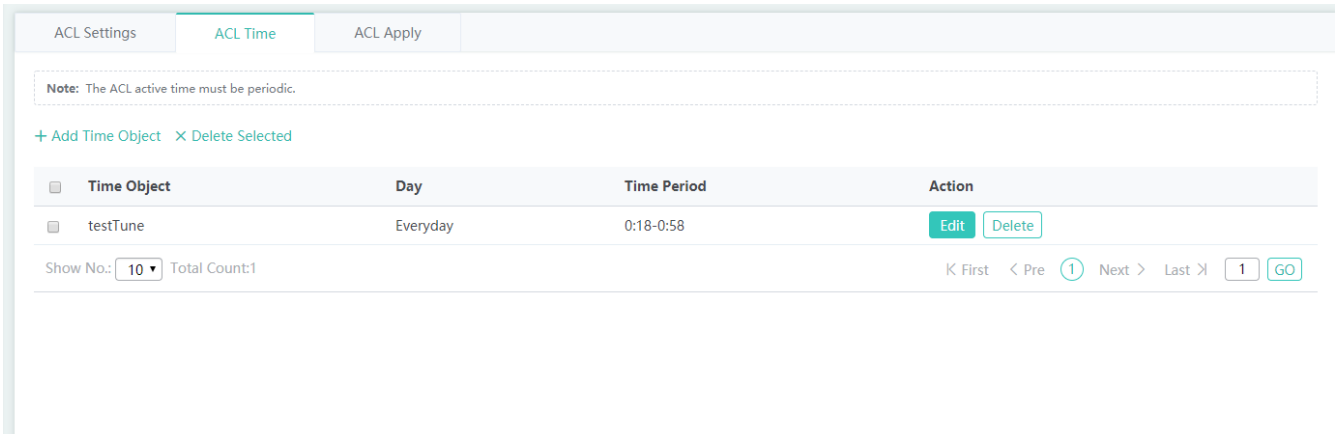 ACL Settings ACL Time ACL Apply
Note: The ACL active time must be periodic.
+ Add Time Object × Delete Selected
Time Object Day Time Period Action
testTune Everyday 0:18-0:58 Edit Delete
Show No.: 10 Total Count:1 First Pre 1 Next Last 1 GO